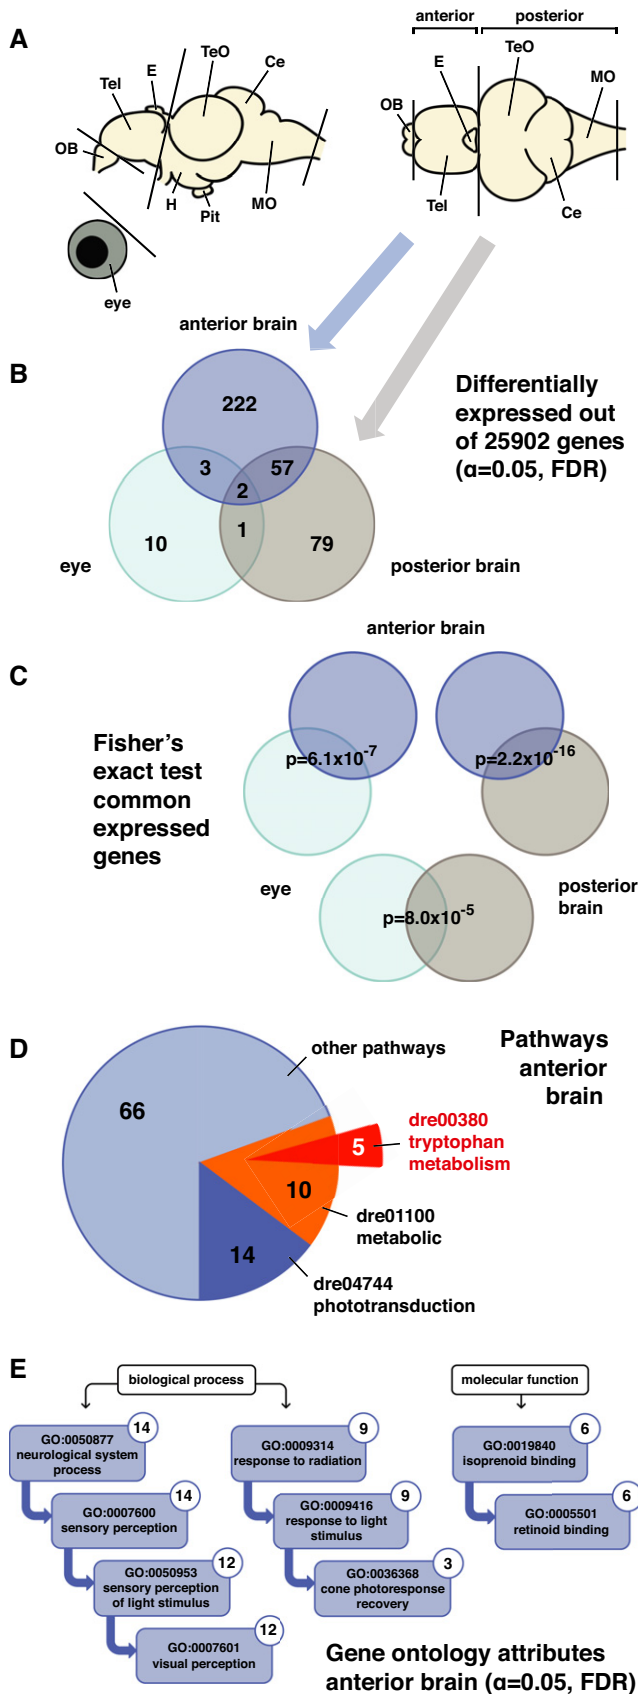 A
anterior posterior
TeO
E
Tel
Ce
OB
H
Pit
MO
eye
TeO
E
MO
OB
Tel
Ce
anterior brain
B
222
3
57
2
1
10
79
eye
posterior brain
Differentially
expressed out
of 25902 genes
(α=0.05, FDR)
anterior brain
C
Fisher's
exact test
common
expressed
genes
p=6.1x10-7
p=2.2x10-16
eye
posterior
brain
p=8.0x10-5
D
Pathways
anterior
brain
other pathways
66
dre00380
tryptophan
metabolism
5
10
dre01100
metabolic
14
dre04744
phototransduction
E
biological process
molecular function
14
GO:0050877
neurological system
process
14
GO:0007600
sensory perception
12
GO:0050953
sensory perception
of light stimulus
12
GO:0007601
visual perception
9
GO:0009314
response to radiation
9
GO:0009416
response to light
stimulus
3
GO:0036368
cone photoresponse
recovery
6
GO:0019840
isoprenoid binding
6
GO:0005501
retinoid binding
Gene ontology attributes
anterior brain (α=0.05, FDR)